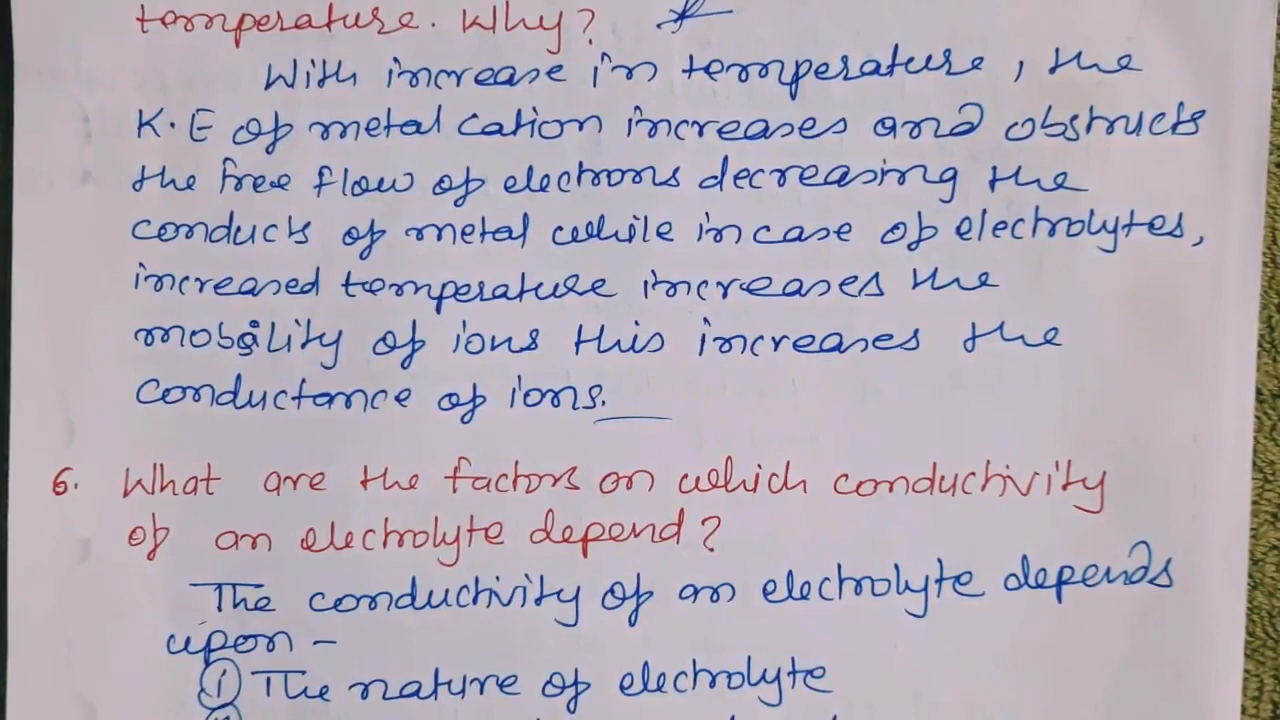 temperature. Why?
With increase in temperature, the
K.E of metal cation increases and obstructs
the free flow of electrons decreasing the
conducts of metal while in case of electrolytes,
increased temperature increases the
mobility of ions this increases the
conductance of ions.
6. What are the factors on which conductivity
of an electrolyte depend?
The conductivity of an electrolyte depends
upon -
(i) The nature of electrolyte